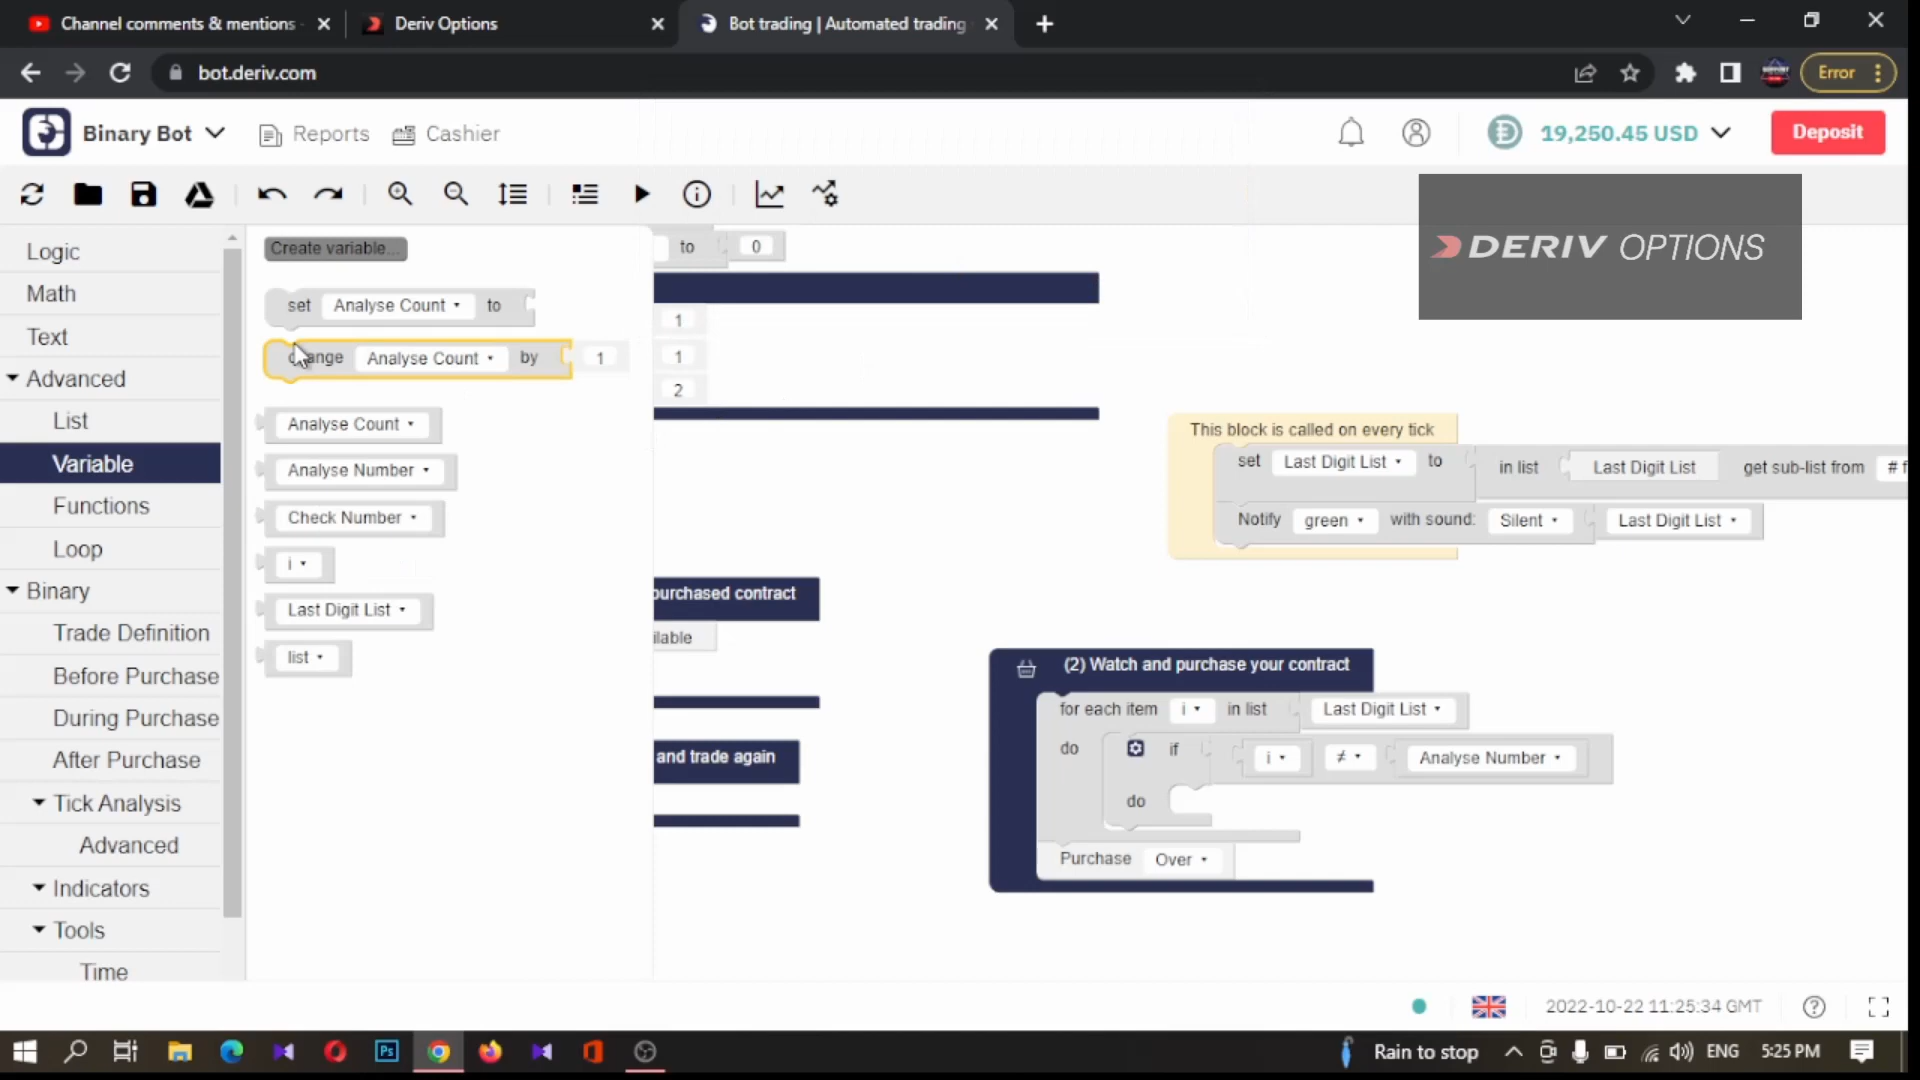 Channel comments & mentions
Deriv Options
Bot trading | Automated trading
bot.deriv.com
Error
Binary Bot
Reports
Cashier
19,250.45 USD
Deposit
DERIV OPTIONS
Logic
Math
Text
Advanced
List
Variable
Functions
Loop
Binary
Trade Definition
Before Purchase
During Purchase
After Purchase
Tick Analysis
Advanced
Indicators
Tools
Time
Create variable...
set Analyse Count to
change Analyse Count by 1
Analyse Count
Analyse Number
Check Number
i
Last Digit List
list
to 0
1
1
2
purchased contract
ilable
and trade again
This block is called on every tick
set Last Digit List to in list Last Digit List get sub-list from # f
Notify green with sound: Silent Last Digit List
(2) Watch and purchase your contract
for each item i in list Last Digit List
do if i ≠ Analyse Number
do
Purchase Over
2022-10-22 11:25:34 GMT
Rain to stop
ENG
5:25 PM